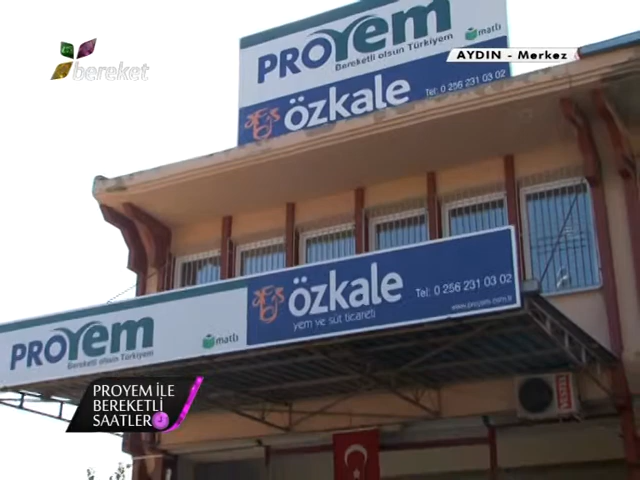 bereket
PROYem
Bereketli olsun Türkiyem
matlı
AYDIN - Merkez
özkale
Tel: 0 256 231 03 02
özkale
yem ve süt ticareti
Tel: 0 256 231 03 02
www.proyem.com.tr
PROYem
Bereketli olsun Türkiyem
matlı
PROYEM İLE
BEREKETLİ
SAATLER